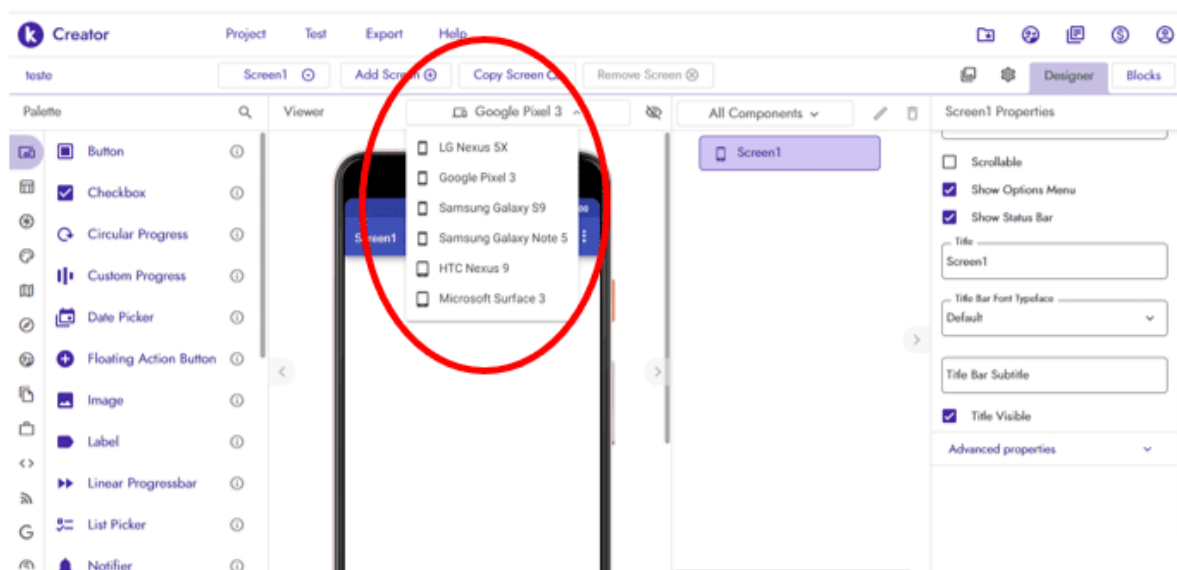 k Creator Project Test Export Help
teste Screen1 Add Screen Copy Screen Remove Screen Designer Blocks
Palette Viewer Google Pixel 3 All Components Screen1 Properties
Button
Checkbox
Circular Progress
Custom Progress
Date Picker
Floating Action Button
Image
Label
Linear Progressbar
List Picker
Notifier
LG Nexus 5X
Google Pixel 3
Samsung Galaxy S9
Samsung Galaxy Note 5
HTC Nexus 9
Microsoft Surface 3
Screen1
Screen1
Scrollable
Show Options Menu
Show Status Bar
Title
Screen1
Title Bar Font Typeface
Default
Title Bar Subtitle
Title Visible
Advanced properties